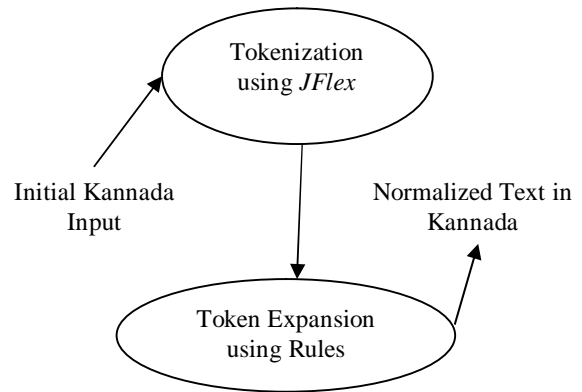 Tokenization
using JFlex
Initial Kannada
Input
Normalized Text in
Kannada
Token Expansion
using Rules